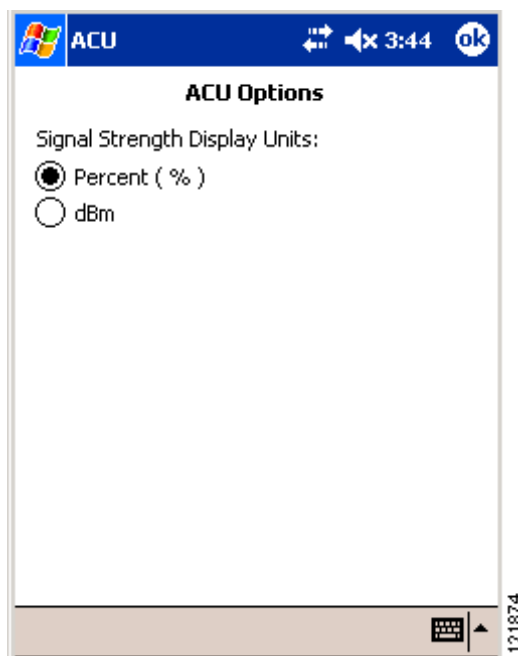 ACU 3:44 ok
ACU Options
Signal Strength Display Units:
Percent ( % )
dBm
121874